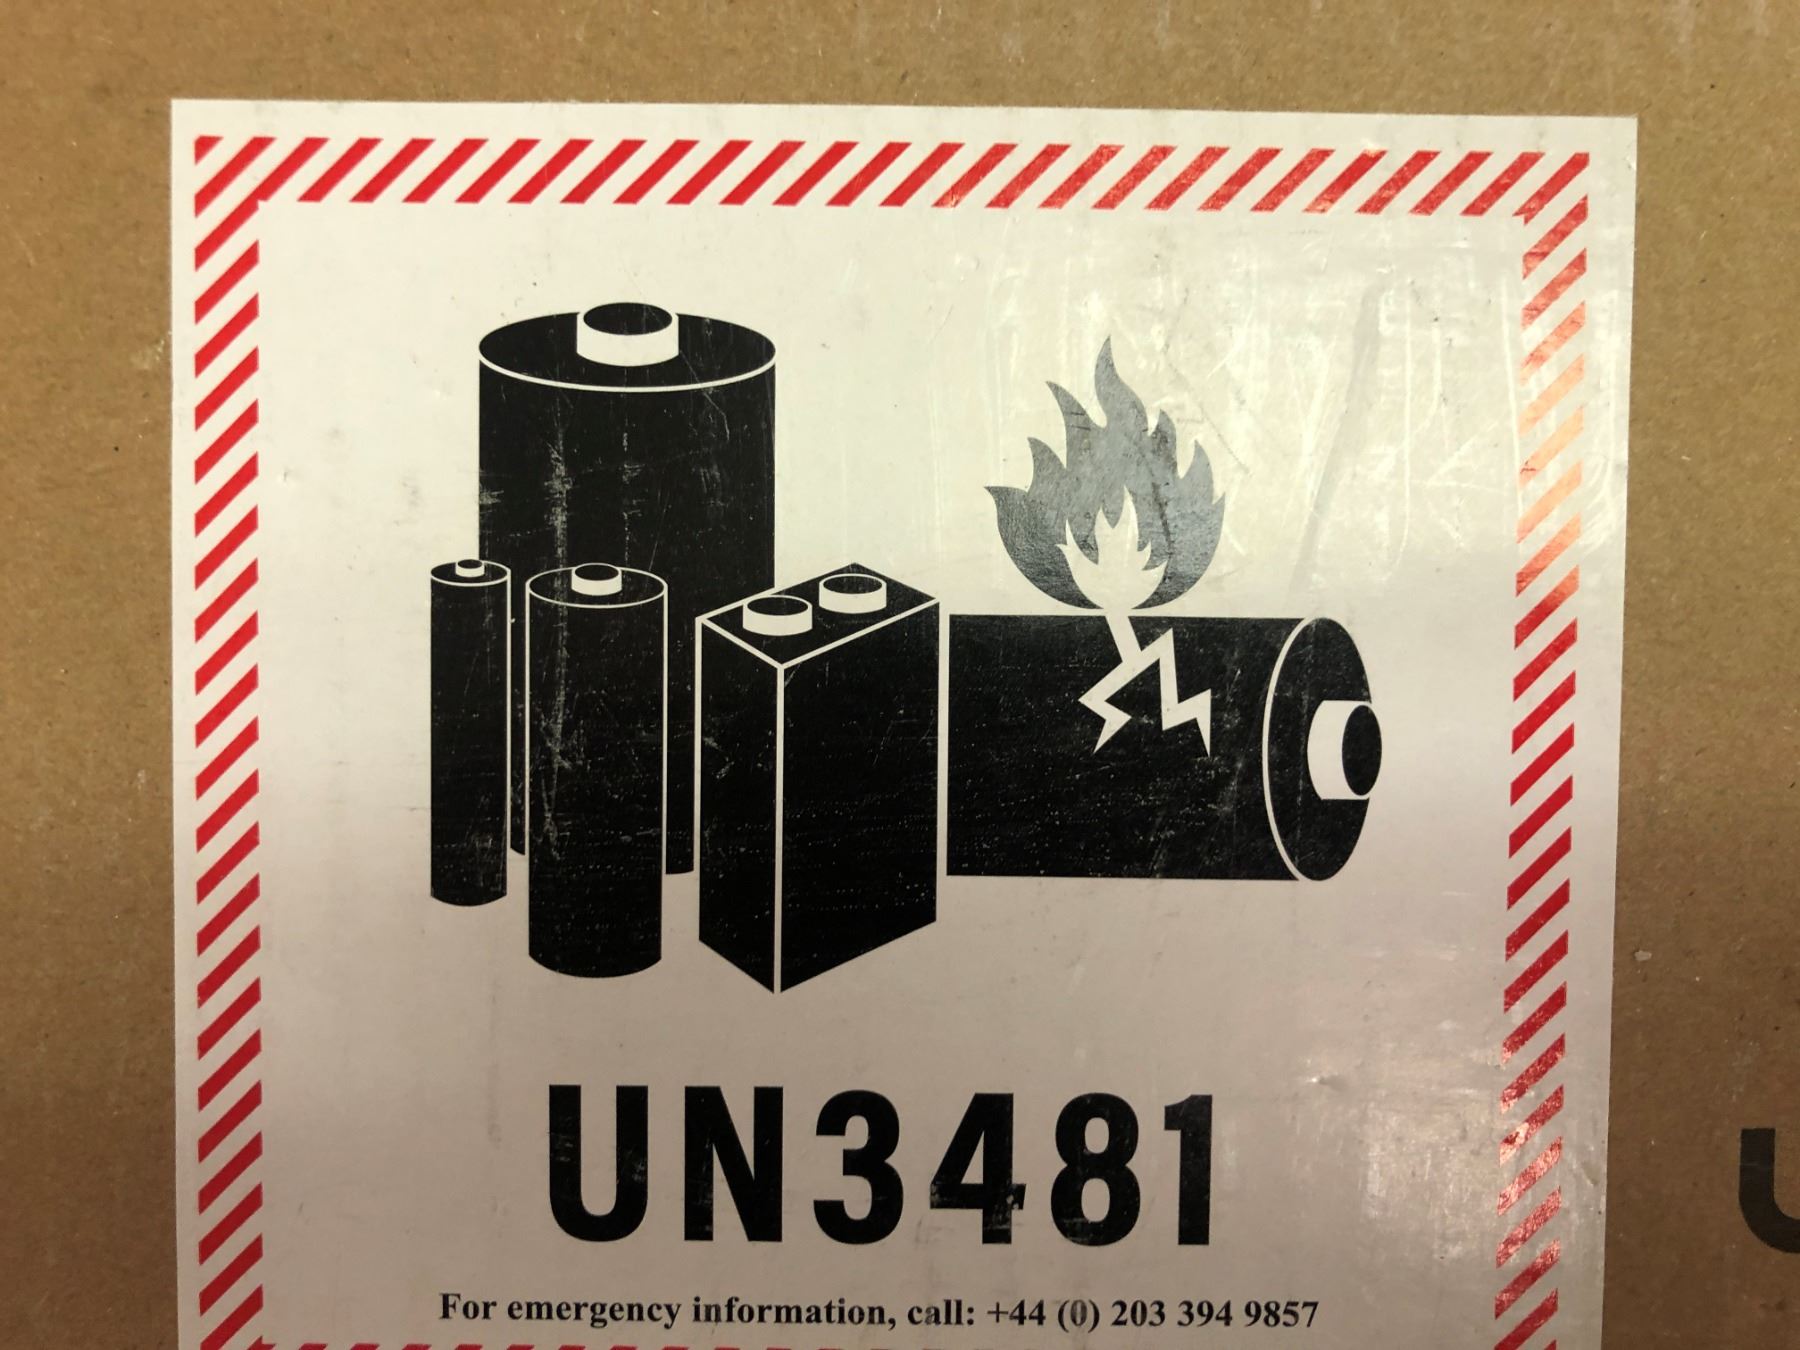 UN3481
For emergency information, call: +44 (0) 203 394 9857